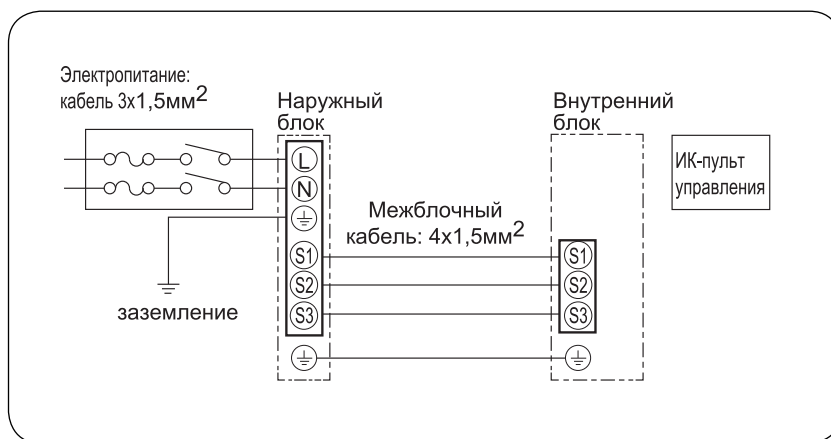 Электропитание:
кабель 3x1,5мм2
Наружный
блок
Внутренний
блок
L
N
ИК-пульт
управления
Межблочный
кабель: 4x1,5мм2
заземление
S1
S2
S3
S1
S2
S3